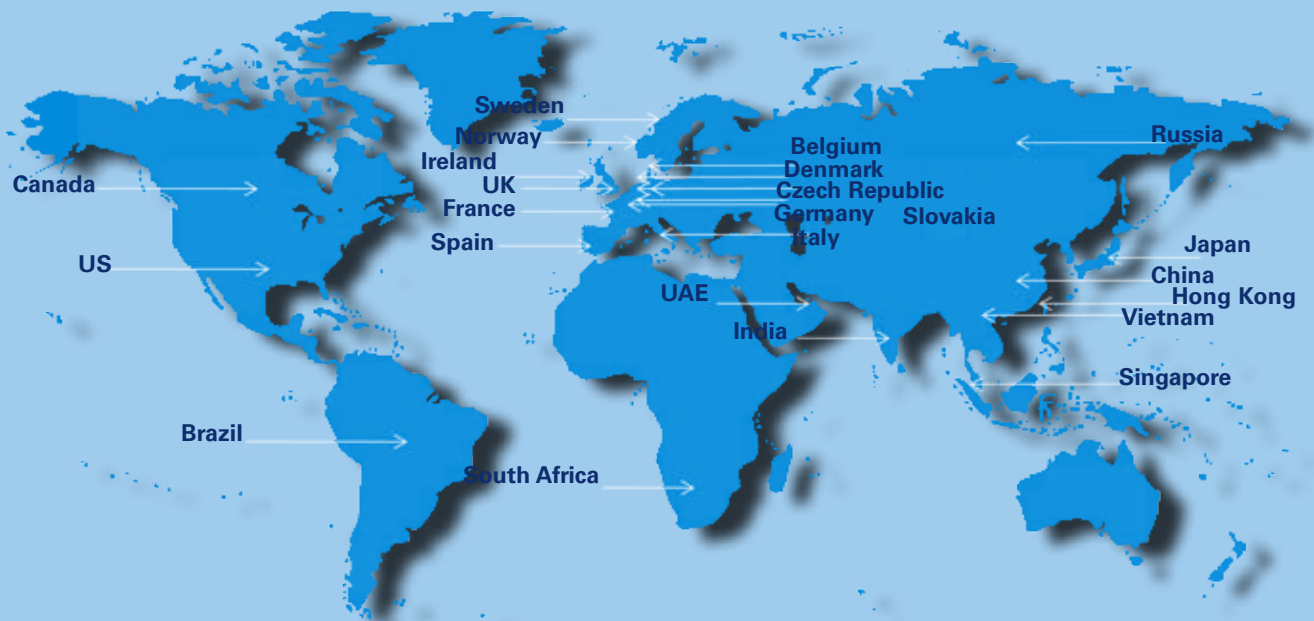 Sweden
Norway
Ireland
UK
France
Spain
Canada
US
Brazil
South Africa
UAE
India
Belgium
Denmark
Czech Republic
Germany
Slovakia
Italy
Russia
Japan
China
Hong Kong
Vietnam
Singapore